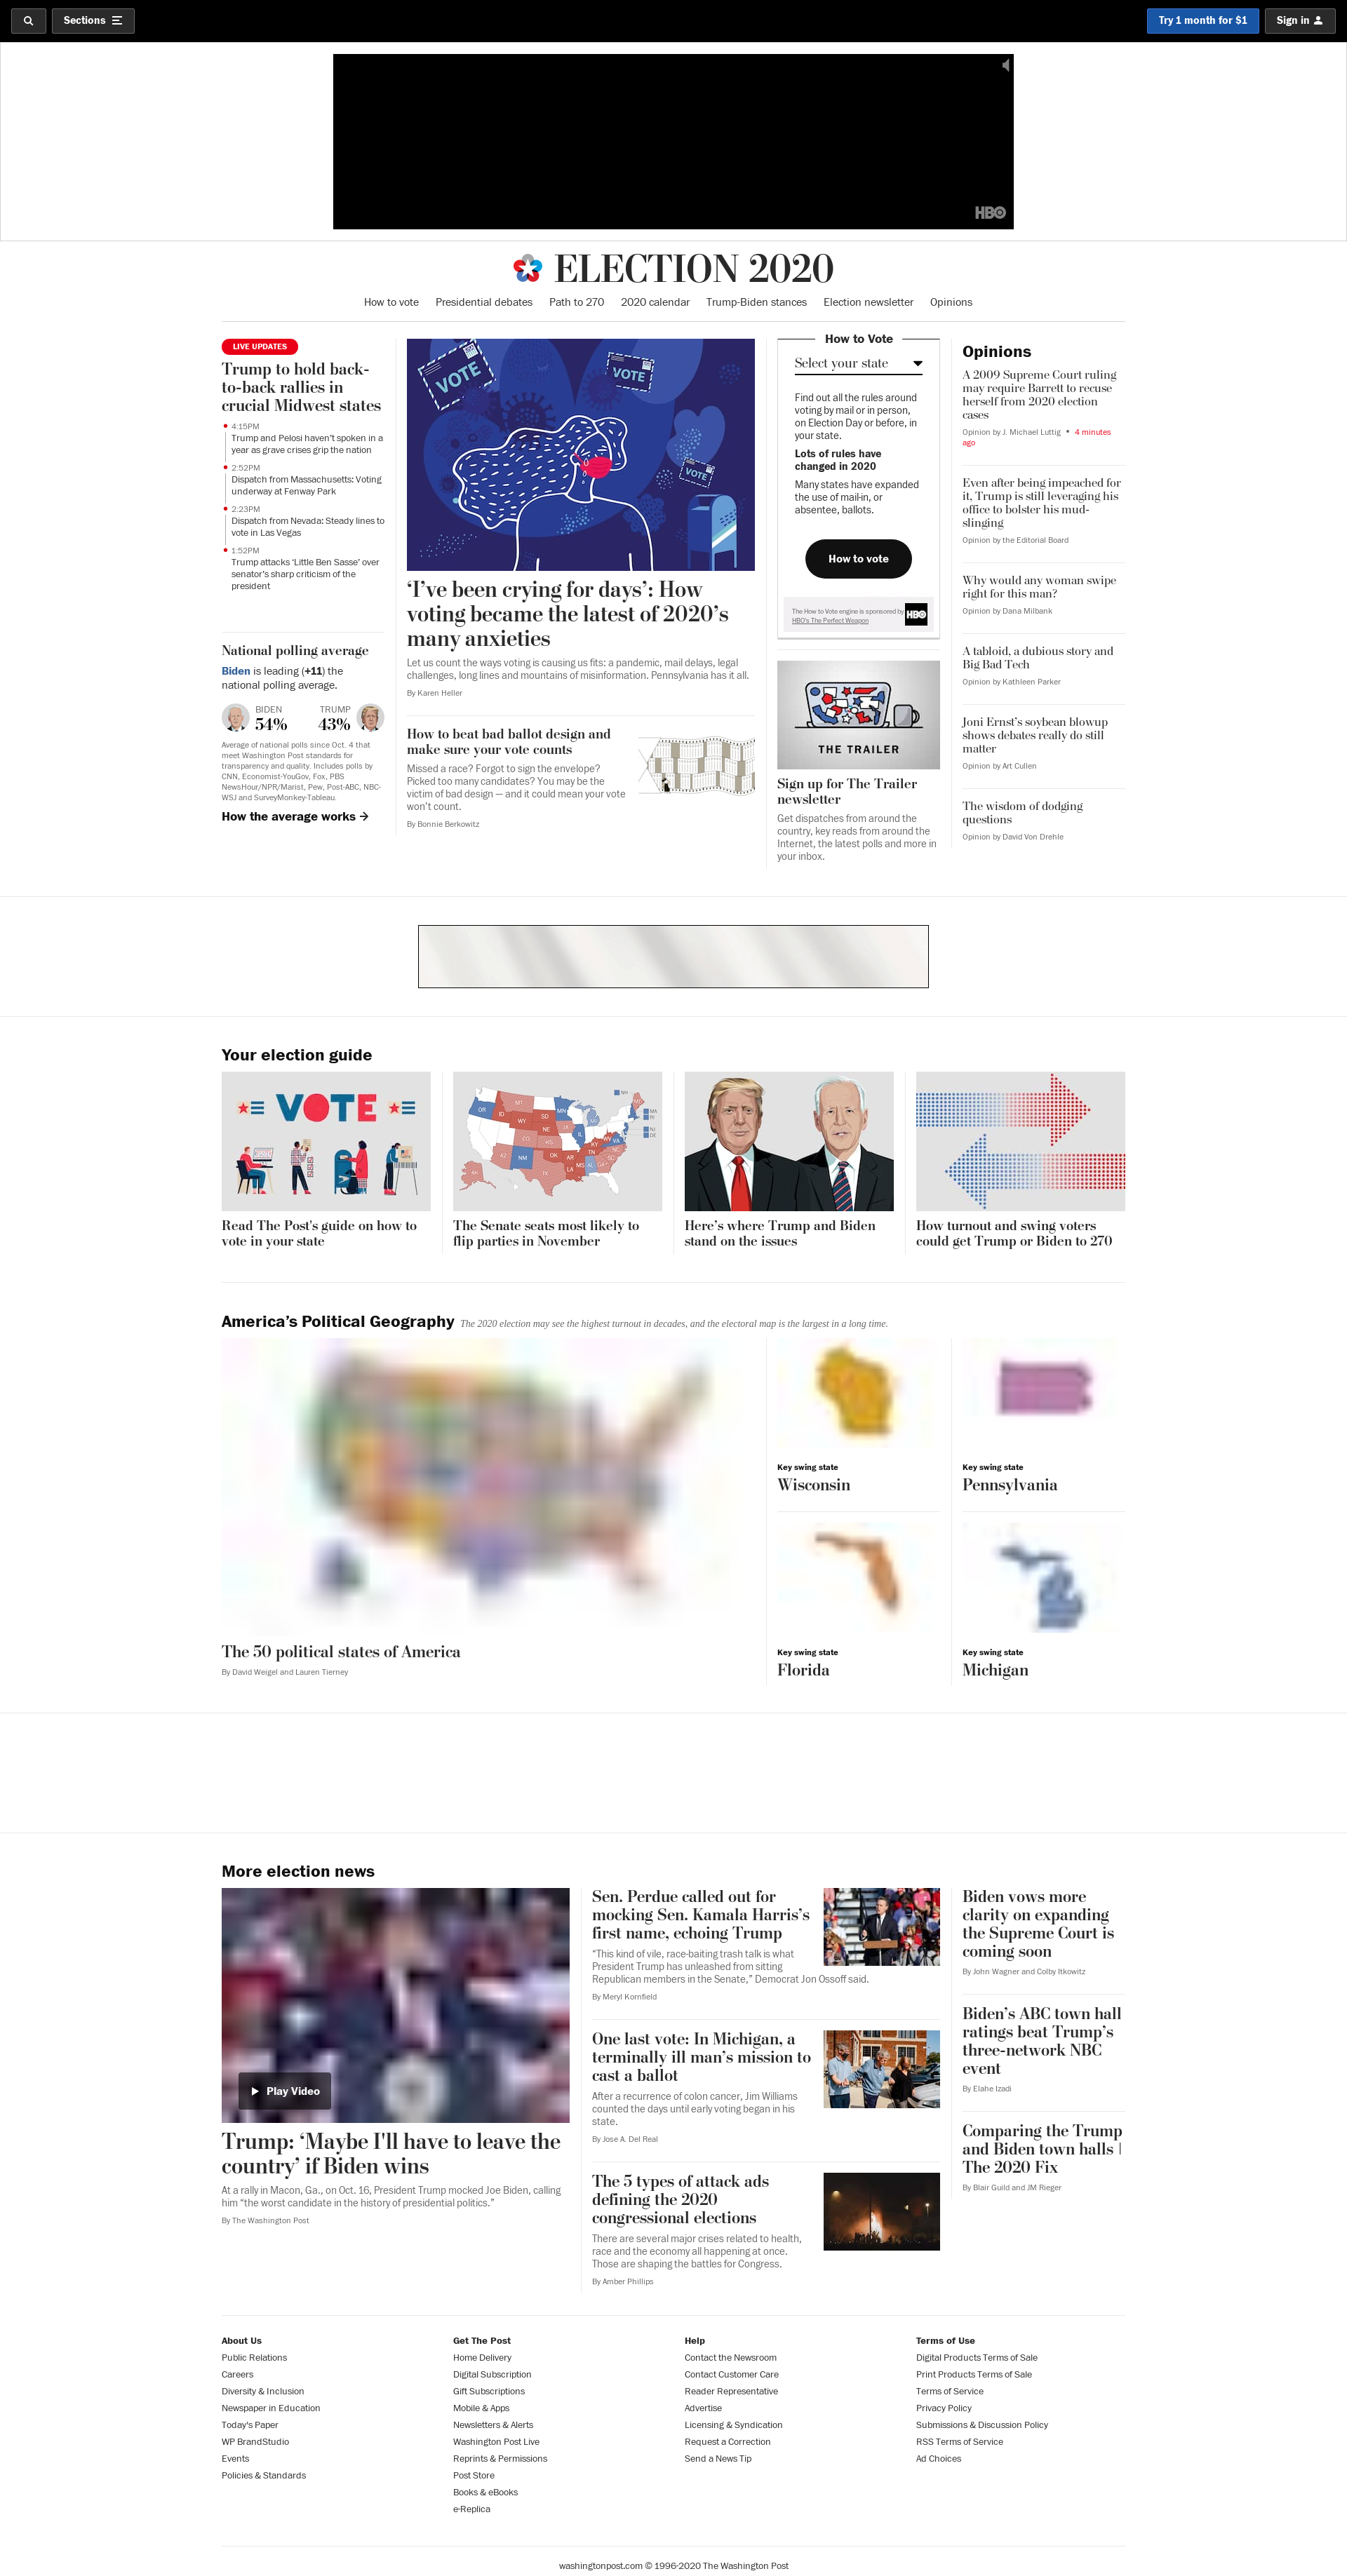 Sections
Try 1 month for $1
Sign in
HBO
ELECTION 2020
How to vote
Presidential debates
Path to 270
2020 calendar
Trump-Biden stances
Election newsletter
Opinions
LIVE UPDATES
Trump to hold back-
to-back rallies in
crucial Midwest states
4:15PM
Trump and Pelosi haven't spoken in a
year as grave crises grip the nation
2:52PM
Dispatch from Massachusetts: Voting
underway at Fenway Park
2:23PM
Dispatch from Nevada: Steady lines to
vote in Las Vegas
1:52PM
Trump attacks ‘Little Ben Sasse’ over
senator's sharp criticism of the
president
National polling average
Biden is leading (+11) the
national polling average.
BIDEN
54%
TRUMP
43%
Average of national polls since Oct. 4 that
meet Washington Post standards for
transparency and quality. Includes polls by
CNN, Economist-YouGov, Fox, PBS
NewsHour/NPR/Marist, Pew, Post-ABC, NBC-
WSJ and SurveyMonkey-Tableau.
How the average works →
VOTE
VOTE
‘I’ve been crying for days’: How
voting became the latest of 2020’s
many anxieties
Let us count the ways voting is causing us fits: a pandemic, mail delays, legal
challenges, long lines and mountains of misinformation. Pennsylvania has it all.
By Karen Heller
How to beat bad ballot design and
make sure your vote counts
Missed a race? Forgot to sign the envelope?
Picked too many candidates? You may be the
victim of bad design — and it could mean your vote
won’t count.
By Bonnie Berkowitz
How to Vote
Select your state
Find out all the rules around
voting by mail or in person,
on Election Day or before, in
your state.
Lots of rules have
changed in 2020
Many states have expanded
the use of mail-in, or
absentee, ballots.
How to vote
The How to Vote engine is sponsored by
HBO's The Perfect Weapon
HBO
THE TRAILER
Sign up for The Trailer
newsletter
Get dispatches from around the
country, key reads from around the
Internet, the latest polls and more in
your inbox.
Opinions
A 2009 Supreme Court ruling
may require Barrett to recuse
herself from 2020 election
cases
Opinion by J. Michael Luttig • 4 minutes
ago
Even after being impeached for
it, Trump is still leveraging his
office to bolster his mud-
slinging
Opinion by the Editorial Board
Why would any woman swipe
right for this man?
Opinion by Dana Milbank
A tabloid, a dubious story and
Big Bad Tech
Opinion by Kathleen Parker
Joni Ernst’s soybean blowup
shows debates really do still
matter
Opinion by Art Cullen
The wisdom of dodging
questions
Opinion by David Von Drehle
Your election guide
VOTE
Read The Post's guide on how to
vote in your state
OR
ID
MT
WY
SD
NE
CO
KS
NM
OK
TX
MN
IA
IL
AR
LA
MS
AL
GA
TN
KY
WV
VA
AK
AZ
NH
MA
NJ
DE
The Senate seats most likely to
flip parties in November
Here’s where Trump and Biden
stand on the issues
How turnout and swing voters
could get Trump or Biden to 270
America’s Political Geography
The 2020 election may see the highest turnout in decades, and the electoral map is the largest in a long time.
The 50 political states of America
By David Weigel and Lauren Tierney
Key swing state
Wisconsin
Key swing state
Pennsylvania
Key swing state
Florida
Key swing state
Michigan
More election news
Play Video
Trump: ‘Maybe I'll have to leave the
country’ if Biden wins
At a rally in Macon, Ga., on Oct. 16, President Trump mocked Joe Biden, calling
him “the worst candidate in the history of presidential politics.”
By The Washington Post
Sen. Perdue called out for
mocking Sen. Kamala Harris’s
first name, echoing Trump
“This kind of vile, race-baiting trash talk is what
President Trump has unleashed from sitting
Republican members in the Senate,” Democrat Jon Ossoff said.
By Meryl Kornfield
One last vote: In Michigan, a
terminally ill man’s mission to
cast a ballot
After a recurrence of colon cancer, Jim Williams
counted the days until early voting began in his
state.
By Jose A. Del Real
The 5 types of attack ads
defining the 2020
congressional elections
There are several major crises related to health,
race and the economy all happening at once.
Those are shaping the battles for Congress.
By Amber Phillips
Biden vows more
clarity on expanding
the Supreme Court is
coming soon
By John Wagner and Colby Itkowitz
Biden’s ABC town hall
ratings beat Trump’s
three-network NBC
event
By Elahe Izadi
Comparing the Trump
and Biden town halls |
The 2020 Fix
By Blair Guild and JM Rieger
About Us
Public Relations
Careers
Diversity & Inclusion
Newspaper in Education
Today's Paper
WP BrandStudio
Events
Policies & Standards
Get The Post
Home Delivery
Digital Subscription
Gift Subscriptions
Mobile & Apps
Newsletters & Alerts
Washington Post Live
Reprints & Permissions
Post Store
Books & eBooks
e-Replica
Help
Contact the Newsroom
Contact Customer Care
Reader Representative
Advertise
Licensing & Syndication
Request a Correction
Send a News Tip
Terms of Use
Digital Products Terms of Sale
Print Products Terms of Sale
Terms of Service
Privacy Policy
Submissions & Discussion Policy
RSS Terms of Service
Ad Choices
washingtonpost.com © 1996-2020 The Washington Post